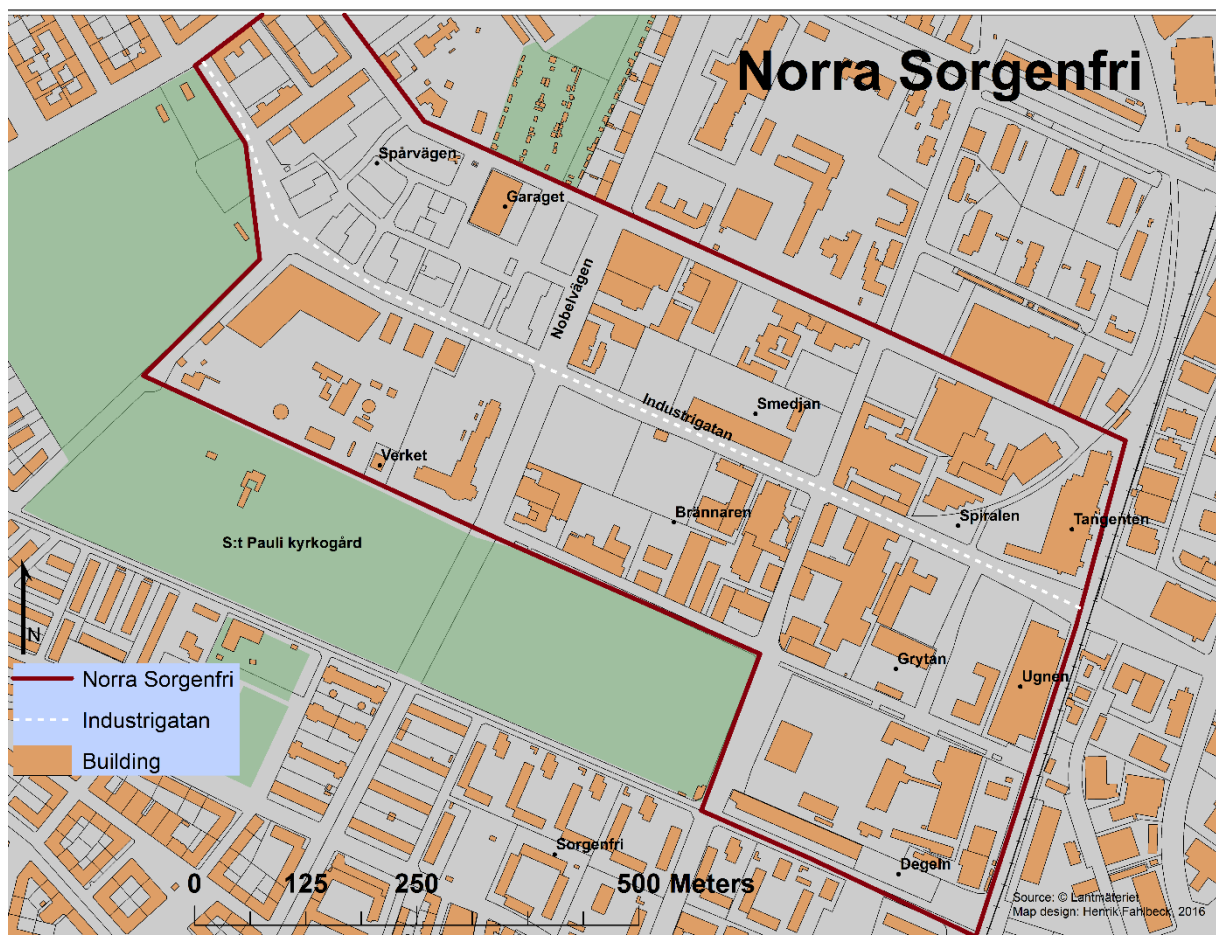 Norra Sorgenfri
Spårvägen
Garaget
Nobelvägen
Smedjan
Industrigatan
Verket
Brännaren
Spiralen
Tangenten
S:t Pauli kyrkogård
N
Grytan
Ugnen
Norra Sorgenfri
Industrigatan
Building
Sorgenfri
Degeln
0 125 250 500 Meters
Source: © Lantmäteriet
Map design: Henrik Fahlbeck, 2016